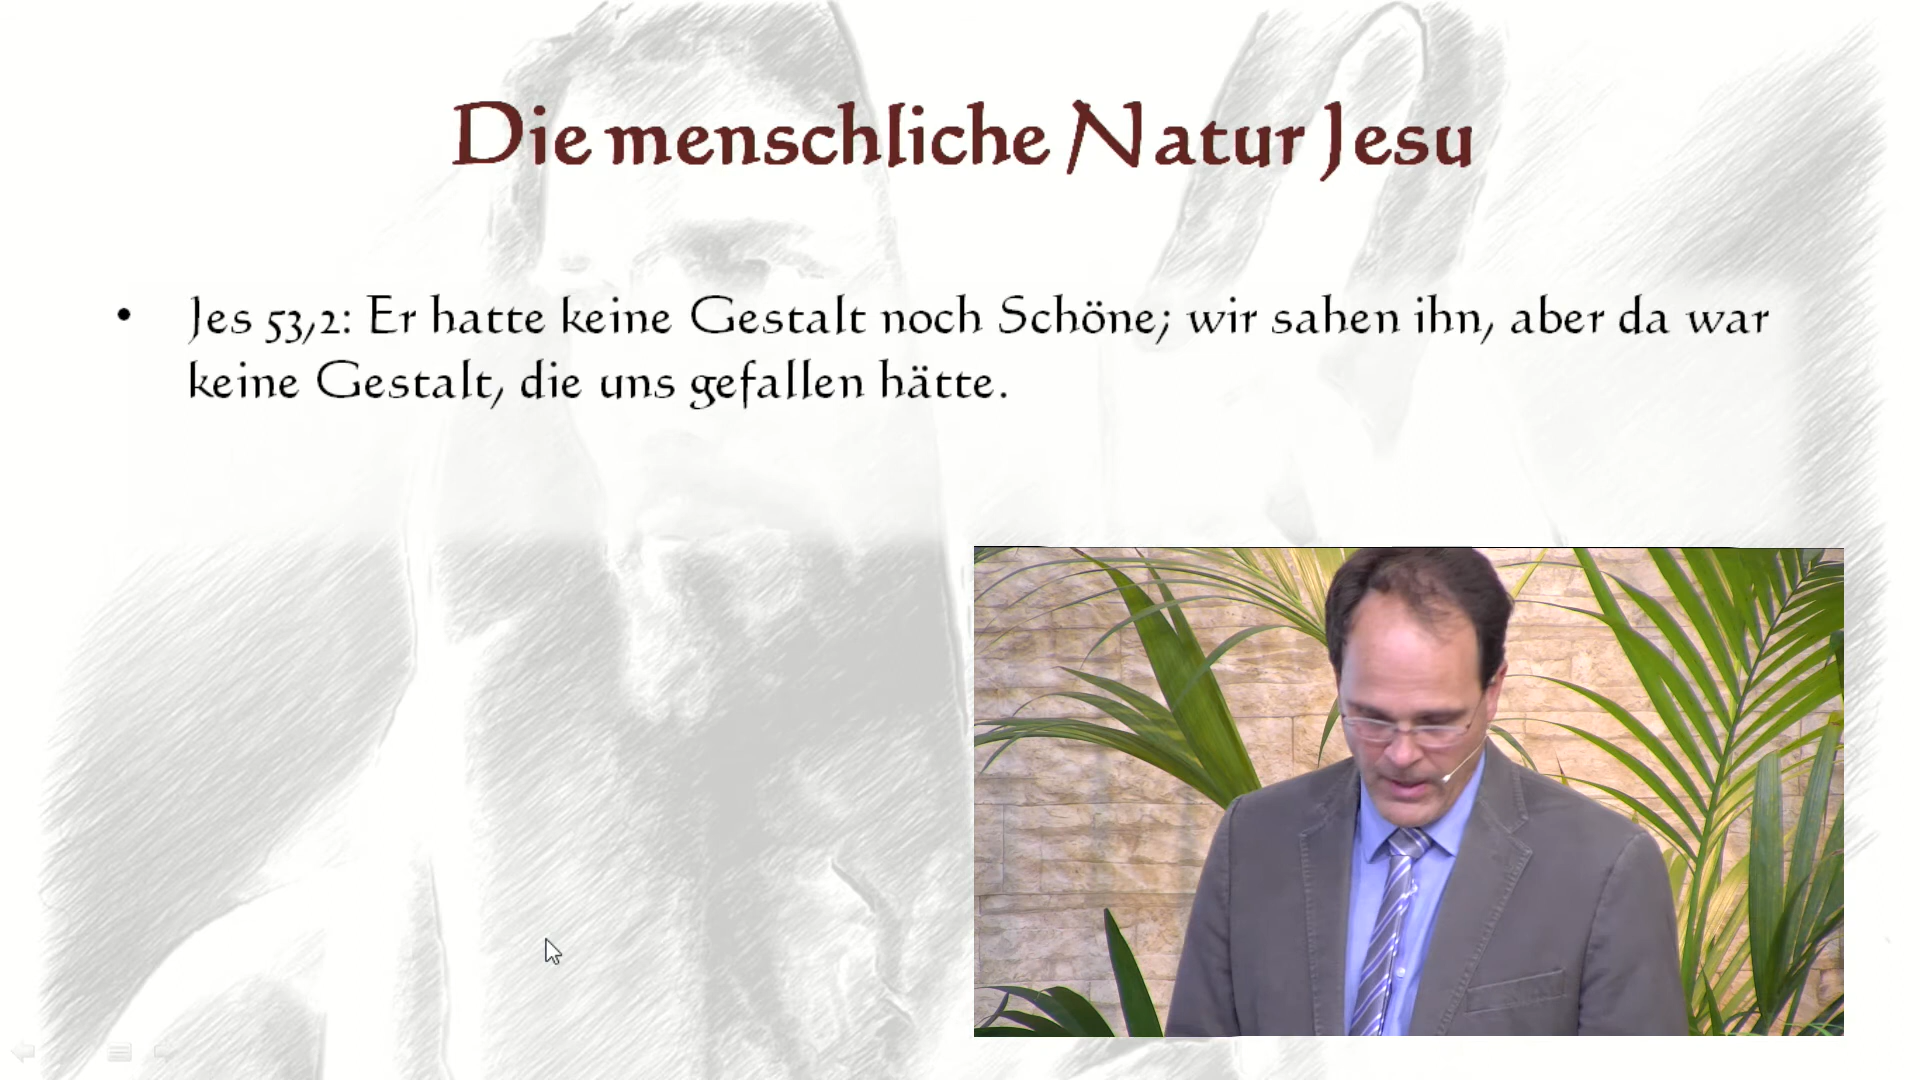 Die menschliche Natur Jesu
• Jes 53,2: Er hatte keine Gestalt noch Schöne; wir sahen ihn, aber da war
keine Gestalt, die uns gefallen hätte.